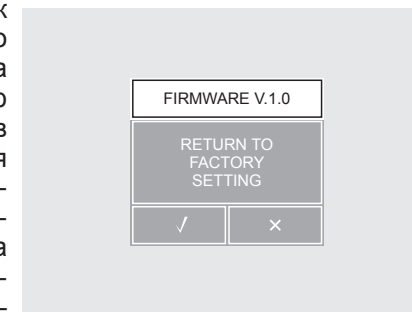 к
о
а
о
в
я
-
-
а
-
-
FIRMWARE V.1.0
RETURN TO
FACTORY
SETTING
√ ×